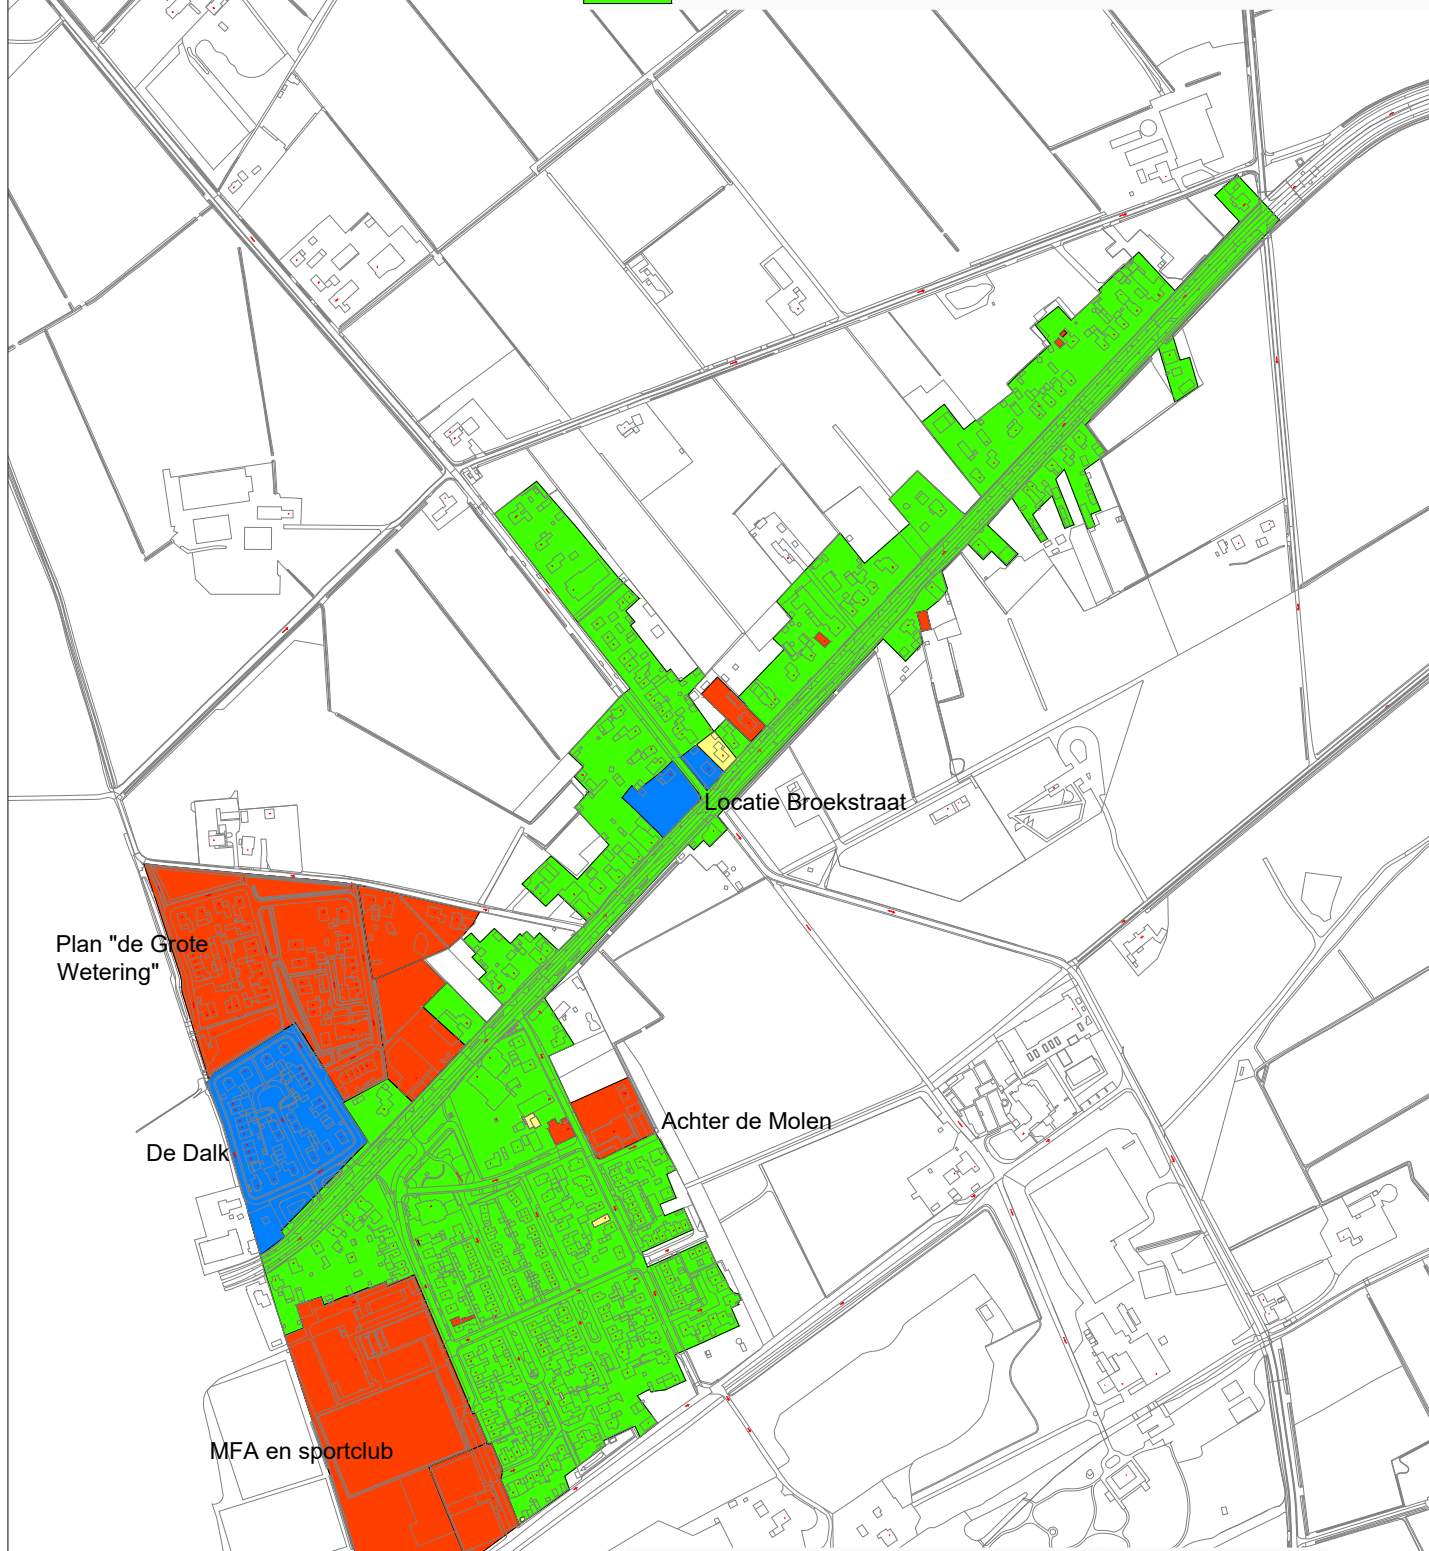 Locatie Broekstraat
Plan "de Grote
Wetering"
Achter de Molen
De Dalk
MFA en sportclub